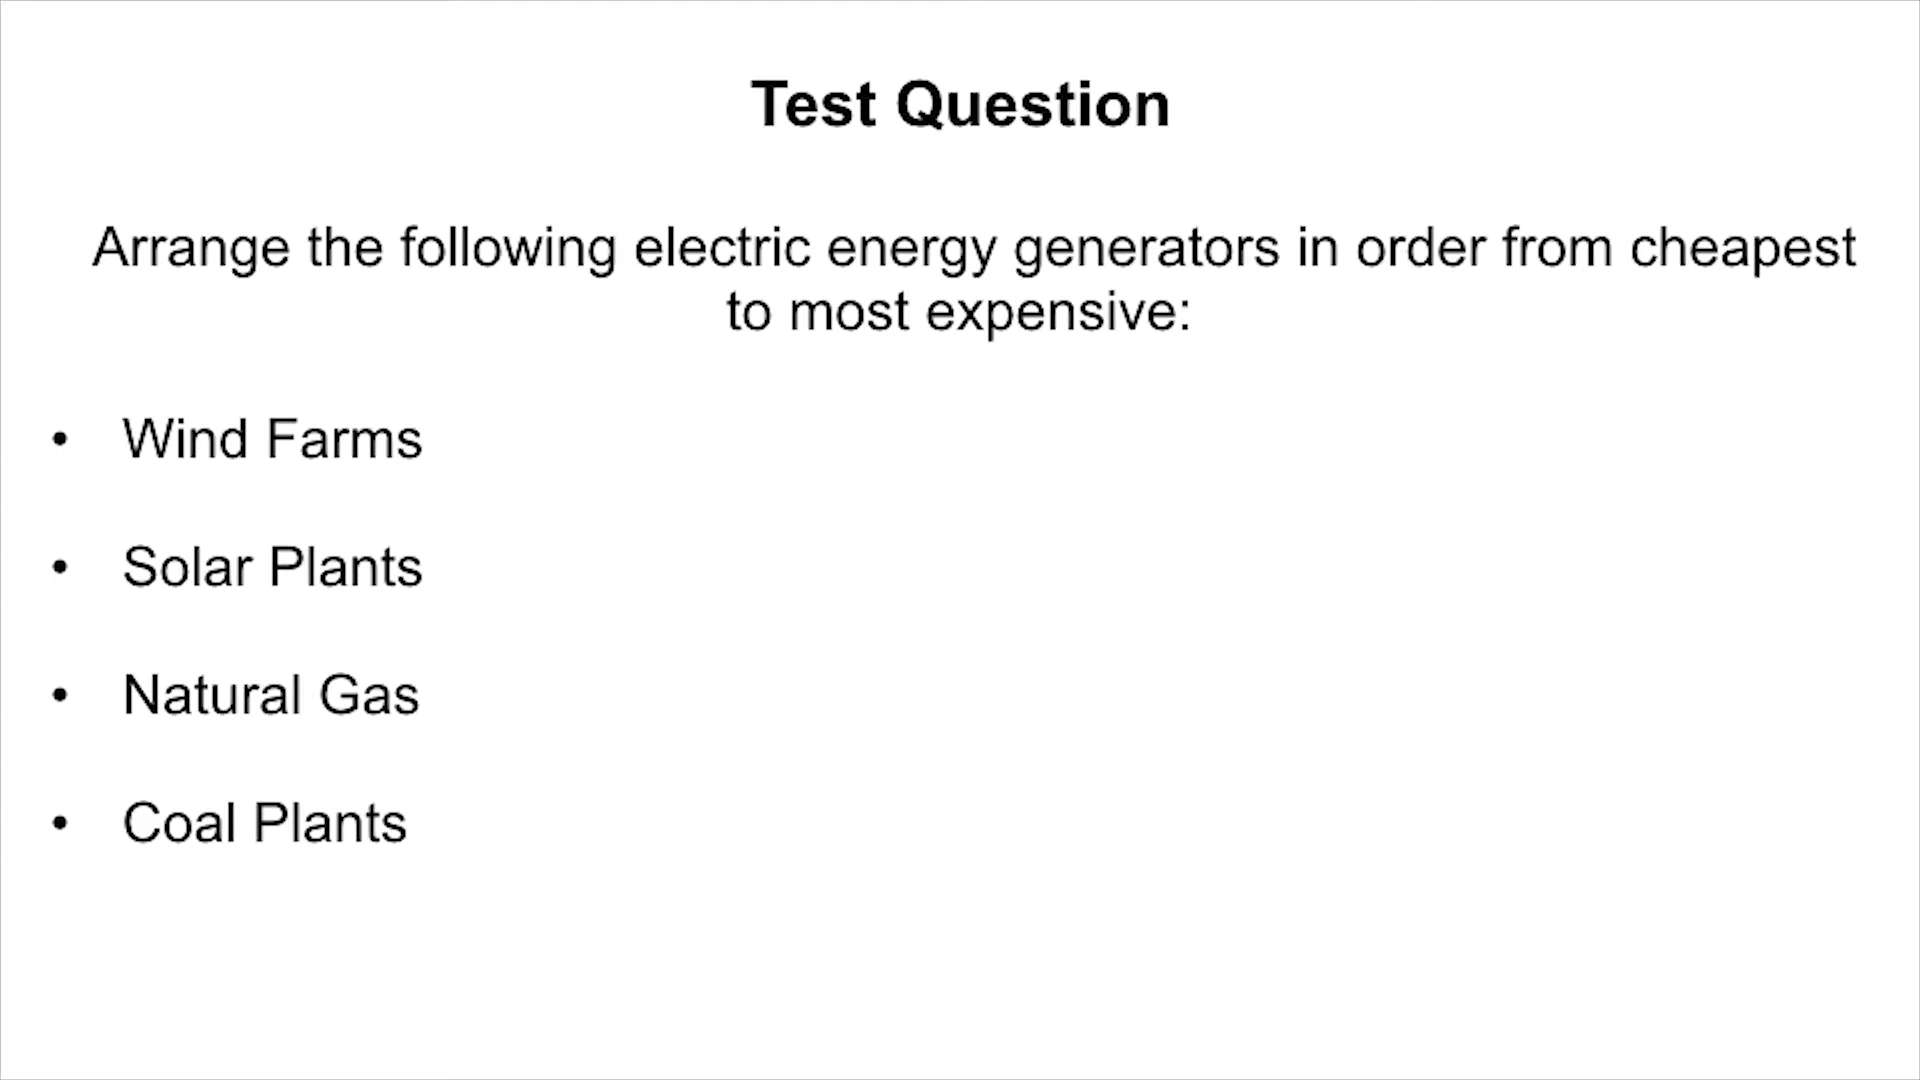 Test Question
Arrange the following electric energy generators in order from cheapest
to most expensive:
• Wind Farms
• Solar Plants
• Natural Gas
• Coal Plants